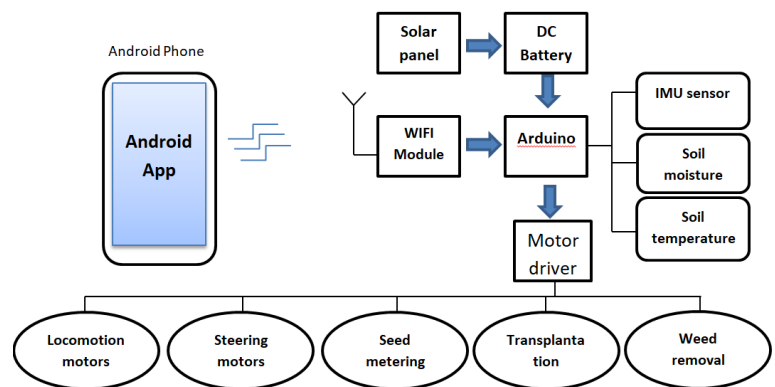 Android Phone
Android
App
Solar
panel
DC
Battery
WIFI
Module
Arduino
IMU sensor
Soil
moisture
Soil
temperature
Motor
driver
Locomotion
motors
Steering
motors
Seed
metering
Transplanta
tion
Weed
removal